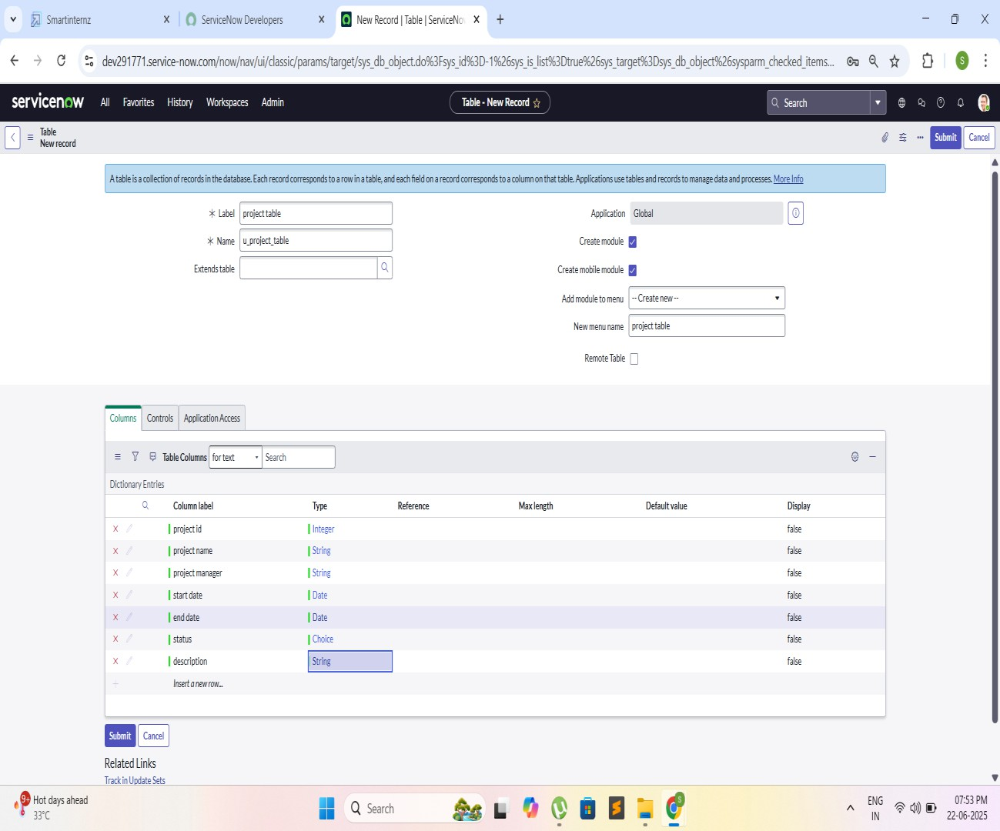 Smartinternz
ServiceNow Developers
New Record | Table | ServiceNo
dev291771.service-now.com/now/nav/ui/classic/params/target/sys_db_object.do%3Fsys_id%3D-1%26sys_is_list%3Dtrue%26sys_target%3Dsys_db_object%26sysparm_checked_items...
S
servicenow All Favorites History Workspaces Admin
Table - New Record
Search
Table
New record
Submit Cancel
A table is a collection of records in the database. Each record corresponds to a row in a table, and each field on a record corresponds to a column on that table. Applications use tables and records to manage data and processes. More Info
Label project table
Application Global
Name u_project_table
Create module
Extends table
Create mobile module
Add module to menu -- Create new --
New menu name project table
Remote Table
Columns Controls Application Access
Table Columns for text Search
Dictionary Entries
Column label Type Reference Max length Default value Display
project id Integer false
project name String false
project manager String false
start date Date false
end date Date false
status Choice false
description String false
Insert a new row...
Submit Cancel
Related Links
Track in Update Sets
9+ Hot days ahead
33°C
Search
S
ENG
IN
07:53 PM
22-06-2025